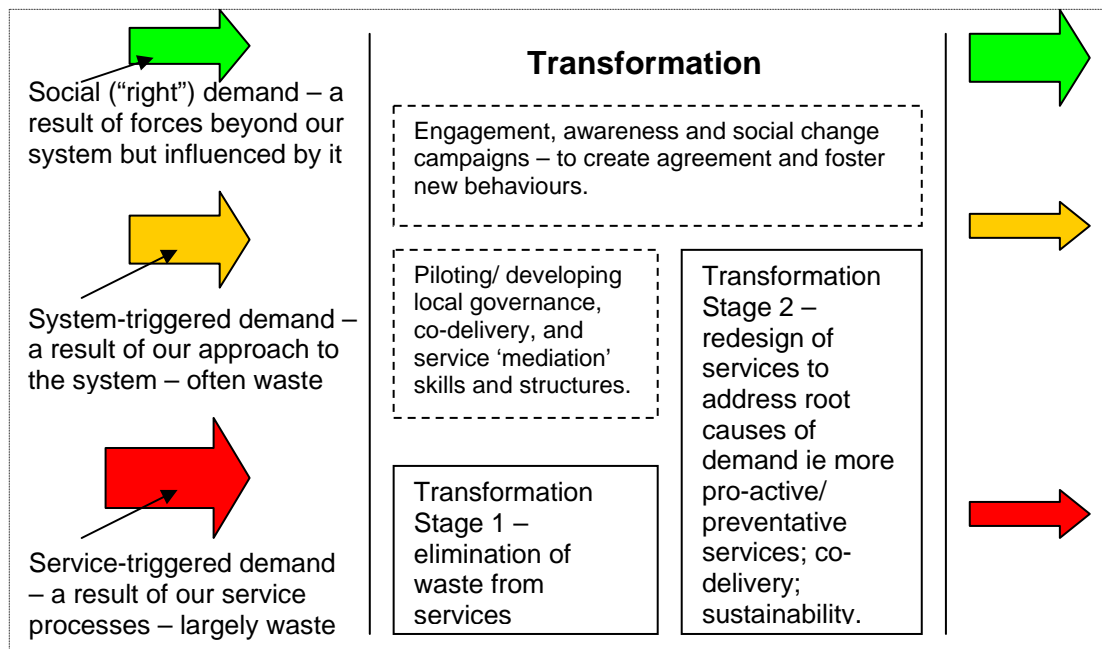 Social (“right”) demand – a
result of forces beyond our
system but influenced by it
System-triggered demand –
a result of our approach to
the system – often waste
Service-triggered demand
– a result of our service
processes – largely waste
Transformation
Engagement, awareness and social change
campaigns – to create agreement and foster
new behaviours.
Piloting/ developing
local governance,
co-delivery, and
service ‘mediation’
skills and structures.
Transformation
Stage 1 –
elimination of
waste from
services
Transformation
Stage 2 –
redesign of
services to
address root
causes of
demand ie more
pro-active/
preventative
services; co-
delivery;
sustainability.